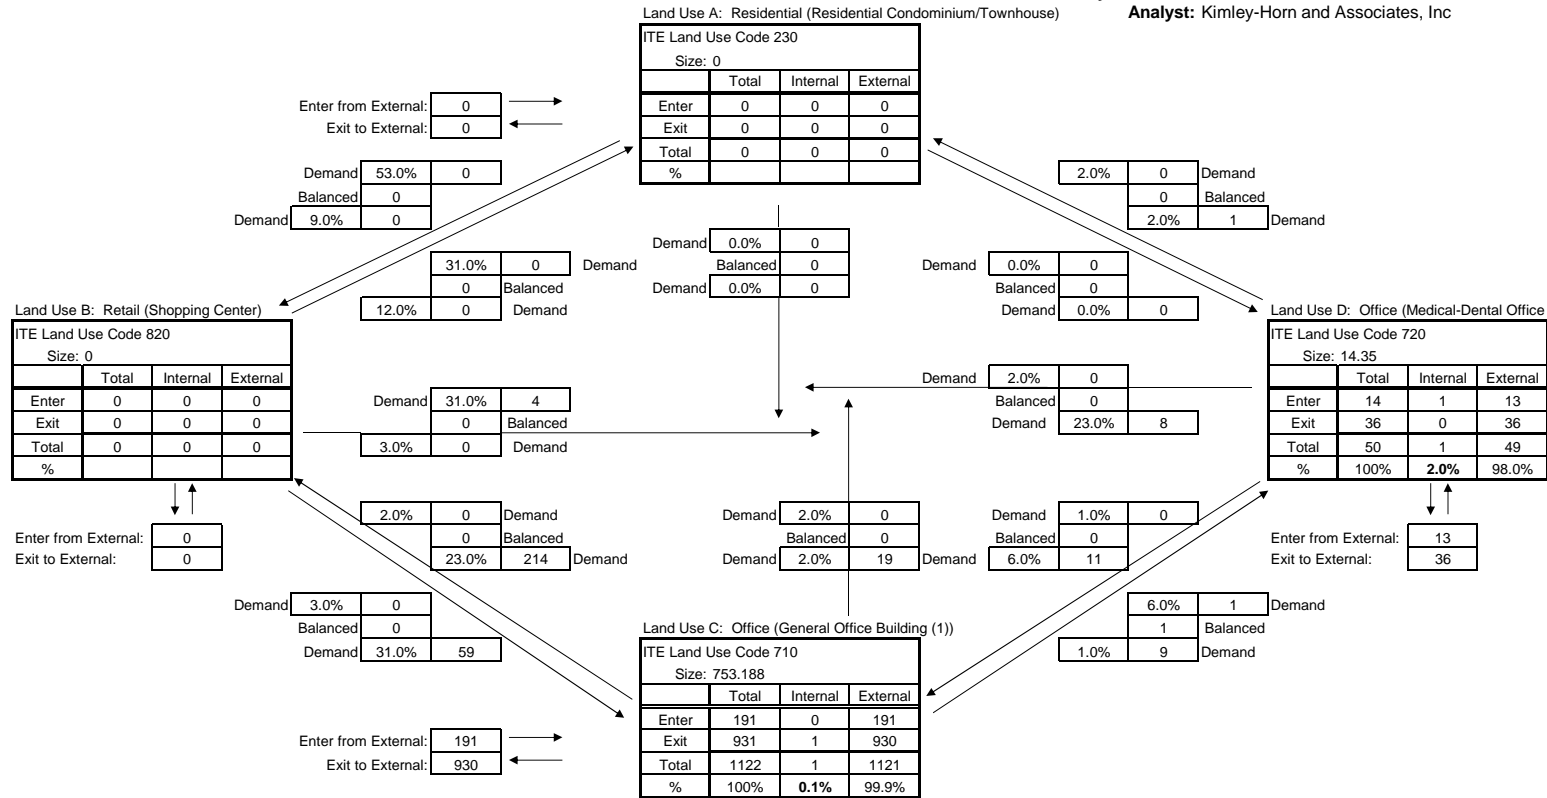 Analyst: Kimley-Horn and Associates, Inc
Land Use A: Residential (Residential Condominium/Townhouse)
ITE Land Use Code 230
Size: 0
Total Internal External
Enter 0 0 0
Exit 0 0 0
Total 0 0 0
%
Enter from External: 0
Exit to External: 0
Demand 53.0% 0
Balanced 0
Demand 9.0% 0
2.0% 0 Demand
0 Balanced
2.0% 1 Demand
Demand 0.0% 0
Balanced 0
Demand 0.0% 0
31.0% 0 Demand
0 Balanced
12.0% 0 Demand
Demand 0.0% 0
Balanced 0
Demand 0.0% 0
Land Use B: Retail (Shopping Center)
ITE Land Use Code 820
Size: 0
Total Internal External
Enter 0 0 0
Exit 0 0 0
Total 0 0 0
%
Enter from External: 0
Exit to External: 0
Demand 31.0% 4
0 Balanced
3.0% 0 Demand
Demand 2.0% 0
Balanced 0
Demand 23.0% 8
Land Use D: Office (Medical-Dental Office
ITE Land Use Code 720
Size: 14.35
Total Internal External
Enter 14 1 13
Exit 36 0 36
Total 50 1 49
% 100% 2.0% 98.0%
Enter from External: 13
Exit to External: 36
2.0% 0 Demand
0 Balanced
23.0% 214 Demand
Demand 2.0% 0
Balanced 0
Demand 2.0% 19
Demand 1.0% 0
Balanced 0
Demand 6.0% 11
Demand 3.0% 0
Balanced 0
Demand 31.0% 59
6.0% 1 Demand
1 Balanced
1.0% 9 Demand
Land Use C: Office (General Office Building (1))
ITE Land Use Code 710
Size: 753.188
Total Internal External
Enter 191 0 191
Exit 931 1 930
Total 1122 1 1121
% 100% 0.1% 99.9%
Enter from External: 191
Exit to External: 930